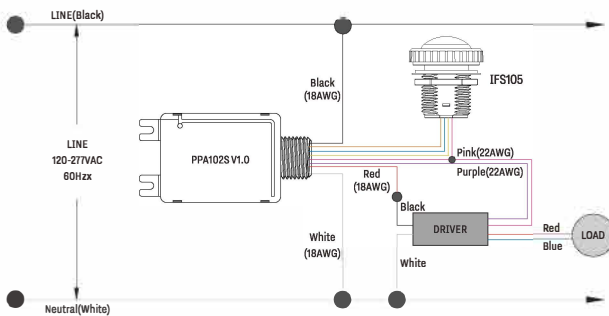 LINE(Black)
Black
(18AWG)
IFS105
LINE
120-277VAC
60Hzx
PPA102S V1.0
Pink(22AWG)
Purple(22AWG)
Red
(18AWG)
Black
DRIVER
Red
LOAD
Blue
White
(18AWG)
White
Neutral(White)